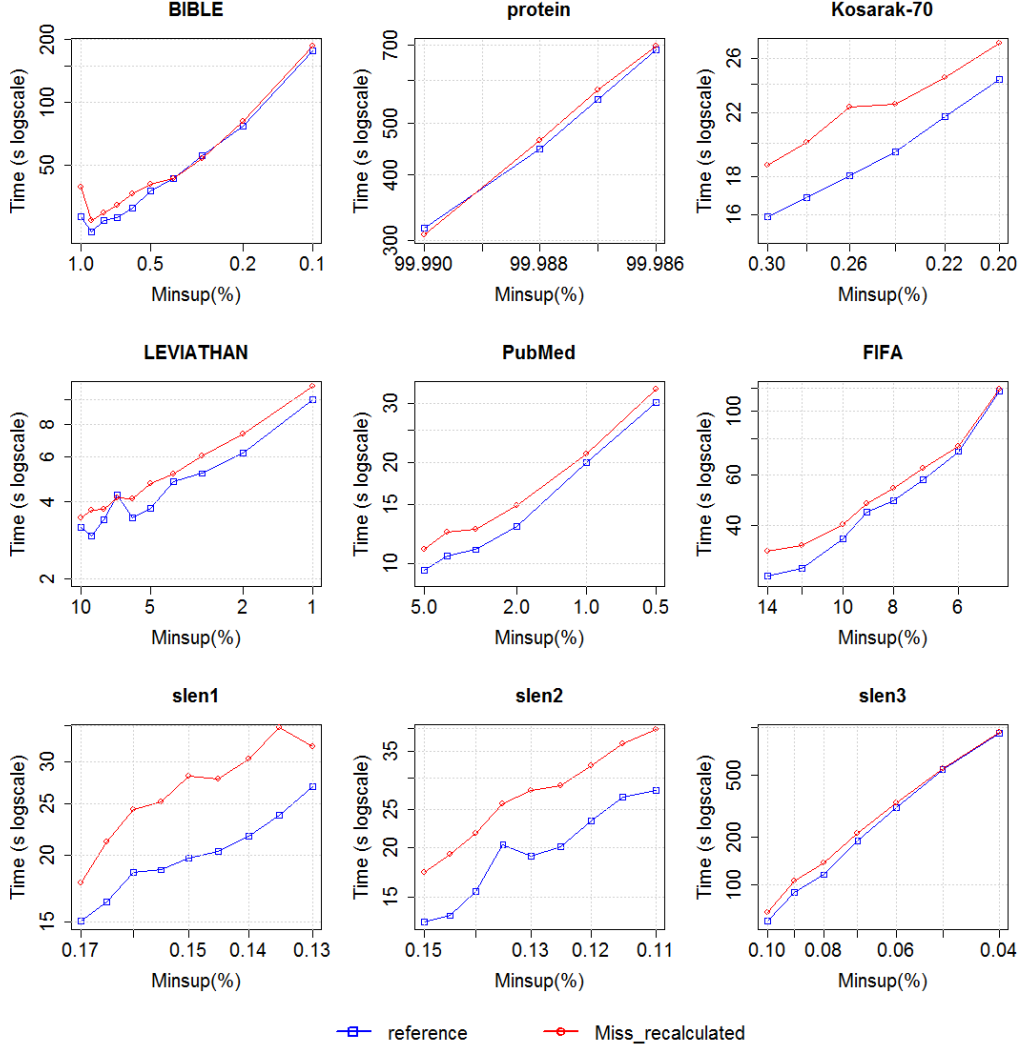 BIBLE
Time (s logscale)
200
100
50
1.0 0.5 0.2 0.1
Minsup(%)
protein
Time (s logscale)
700
500
400
300
99.990 99.988 99.986
Minsup(%)
Kosarak-70
Time (s logscale)
26
22
18
16
0.30 0.26 0.22 0.20
Minsup(%)
LEVIATHAN
Time (s logscale)
8
6
4
2
10 5 2 1
Minsup(%)
PubMed
Time (s logscale)
30
20
15
10
5.0 2.0 1.0 0.5
Minsup(%)
FIFA
Time (s logscale)
100
60
40
14 10 8 6
Minsup(%)
slen1
Time (s logscale)
30
25
20
15
0.17 0.15 0.14 0.13
Minsup(%)
slen2
Time (s logscale)
35
25
20
15
0.15 0.13 0.12 0.11
Minsup(%)
slen3
Time (s logscale)
500
200
100
0.10 0.08 0.06 0.04
Minsup(%)
reference Miss_recalculated